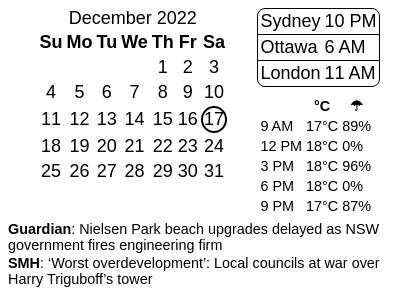 December 2022
Su Mo Tu We Th Fr Sa
1 2 3
4 5 6 7 8 9 10
11 12 13 14 15 16 17
18 19 20 21 22 23 24
25 26 27 28 29 30 31
Sydney 10 PM
Ottawa 6 AM
London 11 AM
°C ☂
9 AM 17°C 89%
12 PM 18°C 0%
3 PM 18°C 96%
6 PM 18°C 0%
9 PM 17°C 87%
Guardian: Nielsen Park beach upgrades delayed as NSW
government fires engineering firm
SMH: ‘Worst overdevelopment’: Local councils at war over
Harry Triguboff’s tower